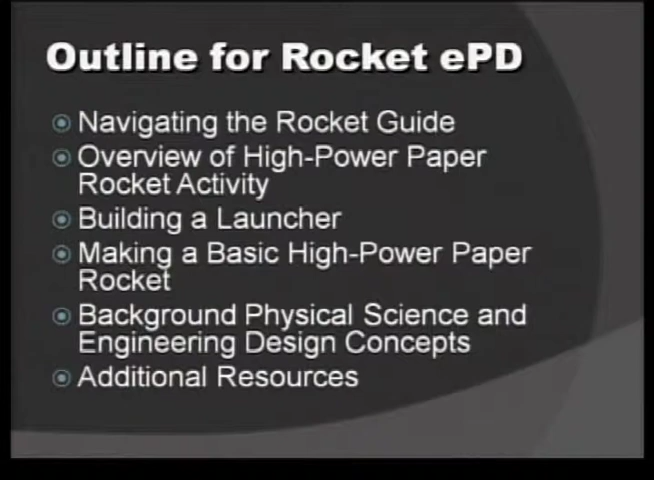 Outline for Rocket ePD
Navigating the Rocket Guide
Overview of High-Power Paper
Rocket Activity
Building a Launcher
Making a Basic High-Power Paper
Rocket
Background Physical Science and
Engineering Design Concepts
Additional Resources